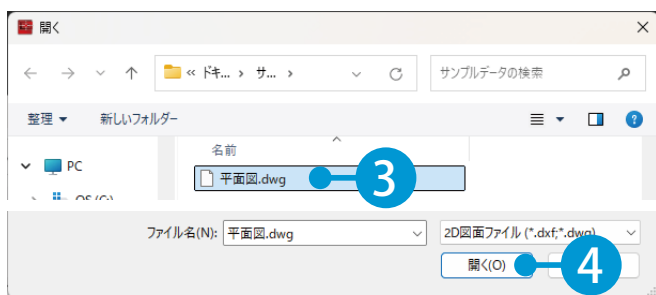 開く
« ドキ... › サ... ›
サンプルデータの検索
整理
新しいフォルダー
名前
PC
平面図.dwg
3
OS (C:)
ファイル名(N):
平面図.dwg
2D図面ファイル (*.dxf;*.dwg)
開く(O)
4